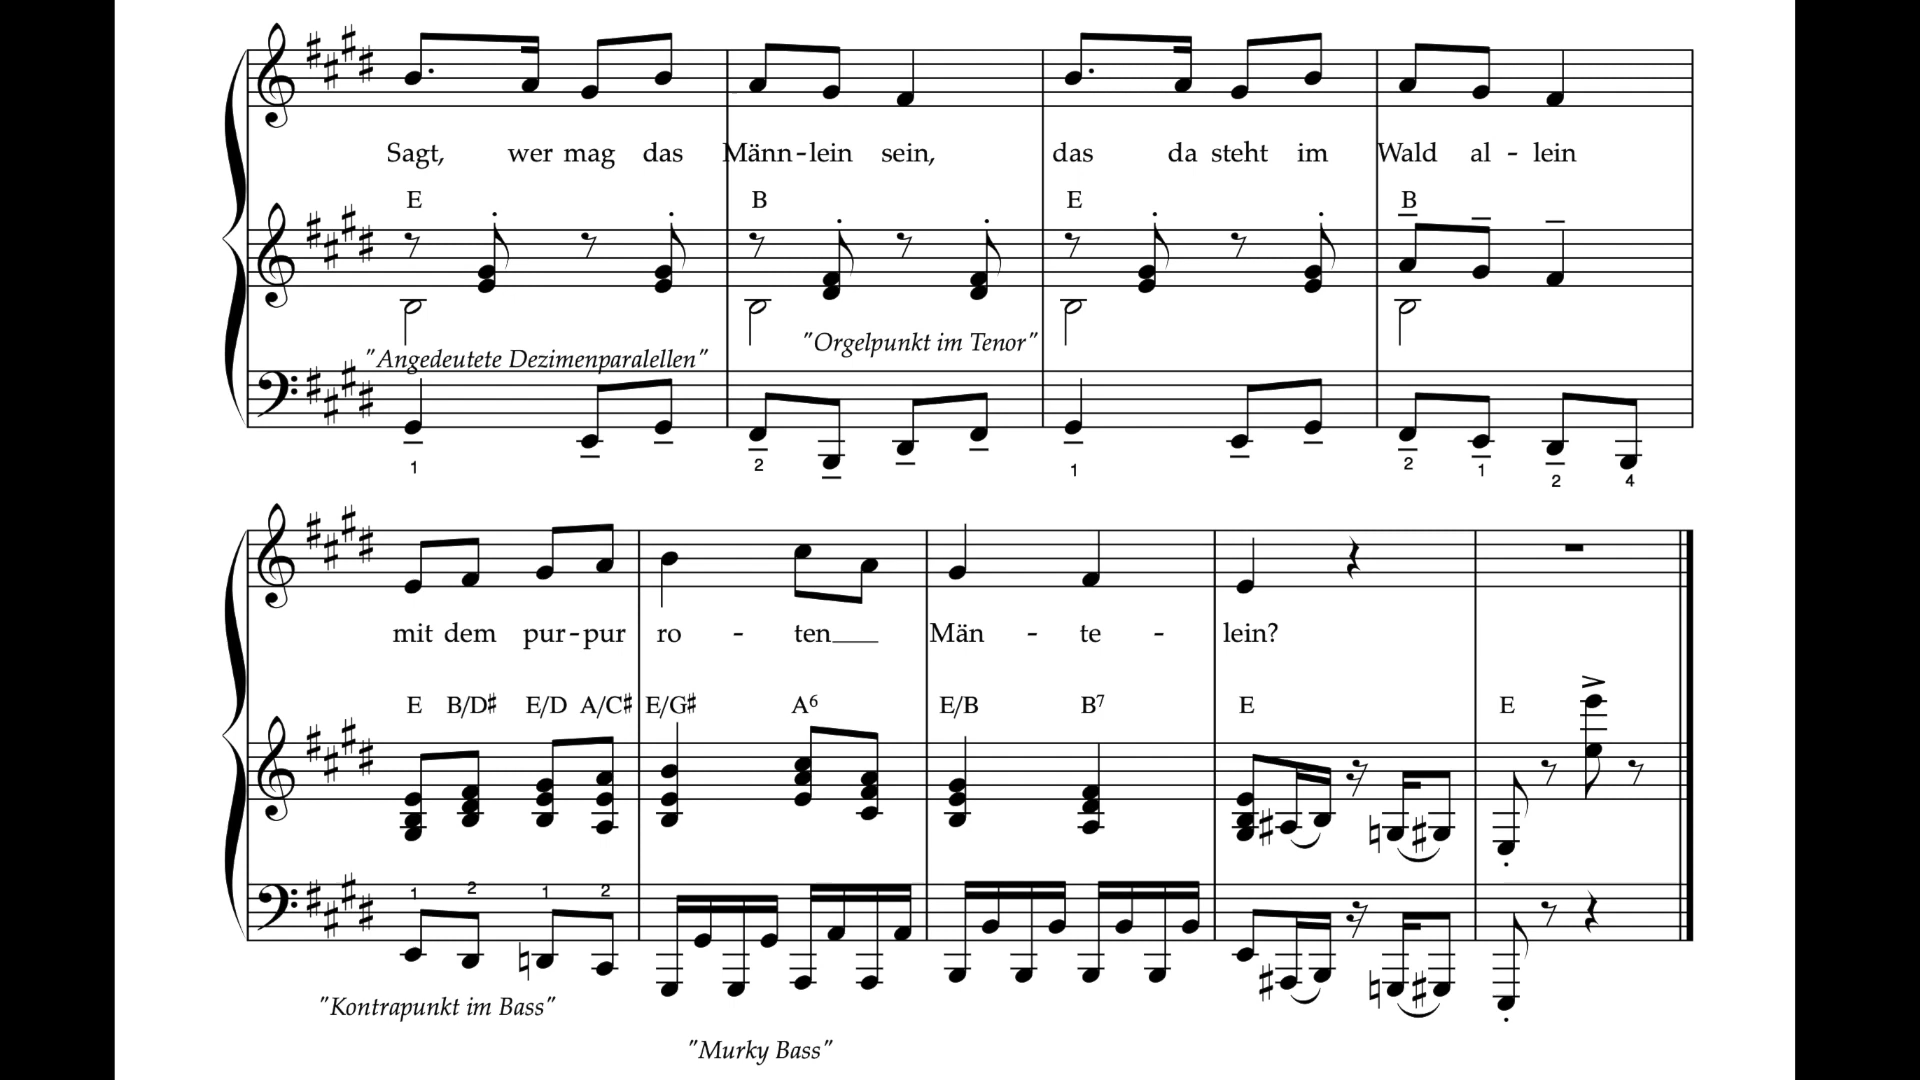 Sagt, wer mag das Männ-lein sein, das da steht im Wald al - lein
E B E B
"Orgelpunkt im Tenor"
"Angedeutete Dezimenparalellen"
1 2 1 2 1 2 4
mit dem pur-pur ro - ten Män - te - lein?
E B/D♯ E/D A/C♯ E/G♯ A⁶ E/B B⁷ E E
1 2 1 2
"Kontrapunkt im Bass"
"Murky Bass"